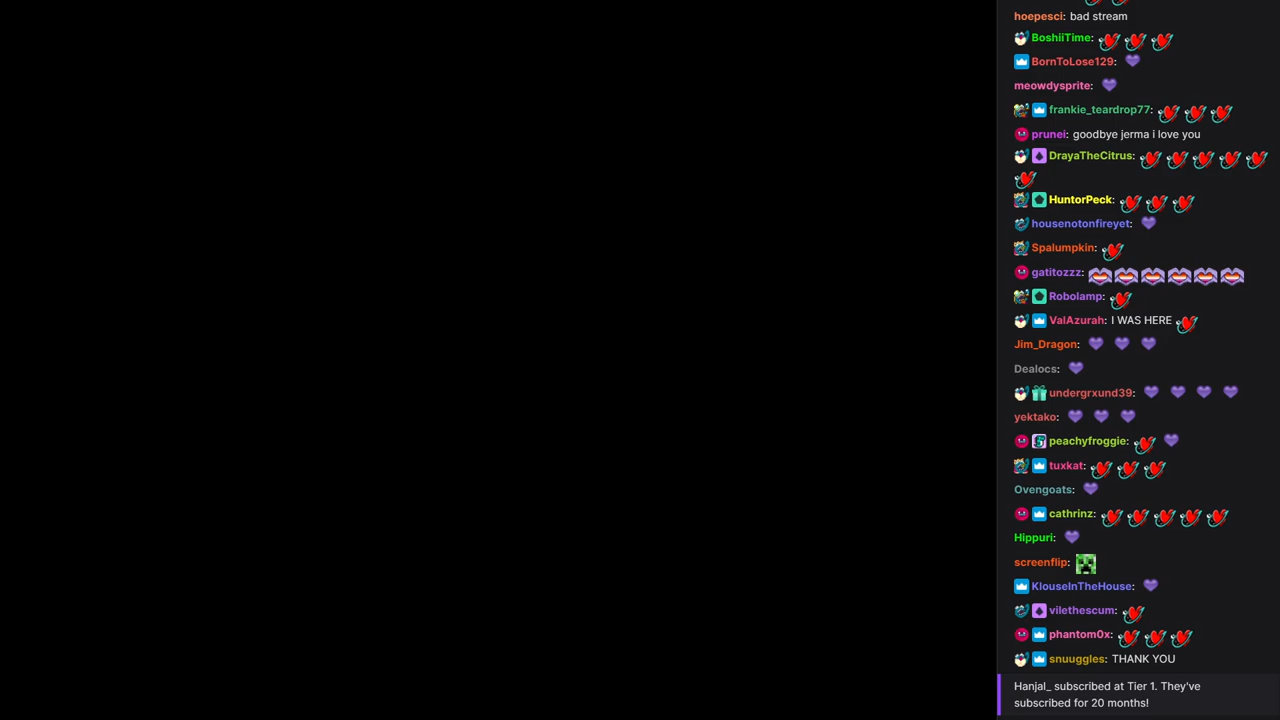 hoepesci: bad stream
BoshiiTime:
BornToLose129:
meowdysprite:
frankie_teardrop77:
prunei: goodbye jerma i love you
DrayaTheCitrus:
HuntorPeck:
housenotonfireyet:
Spalumpkin:
gatitozzz:
Robolamp:
ValAzurah: I WAS HERE
Jim_Dragon:
Dealocs:
undergrxund39:
yektako:
peachyfroggie:
tuxkat:
Ovengoats:
cathrinz:
Hippuri:
screenflip:
KlouseInTheHouse:
vilethescum:
phantom0x:
snuuggles: THANK YOU
Hanjal_ subscribed at Tier 1. They've
subscribed for 20 months!